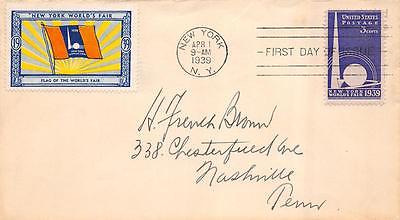 "NEW YORK WORLD'S FAIR"
FLAG OF THE WORLD'S FAIR
NEW YORK
APR 1
9-AM
1939
N. Y.
FIRST DAY OF ISSUE
UNITED STATES
POSTAGE
3 CENTS
NEW YORK
WORLD'S FAIR 1939
H. French Brown
338 Chesterfield Ave
Nashville
Tenn